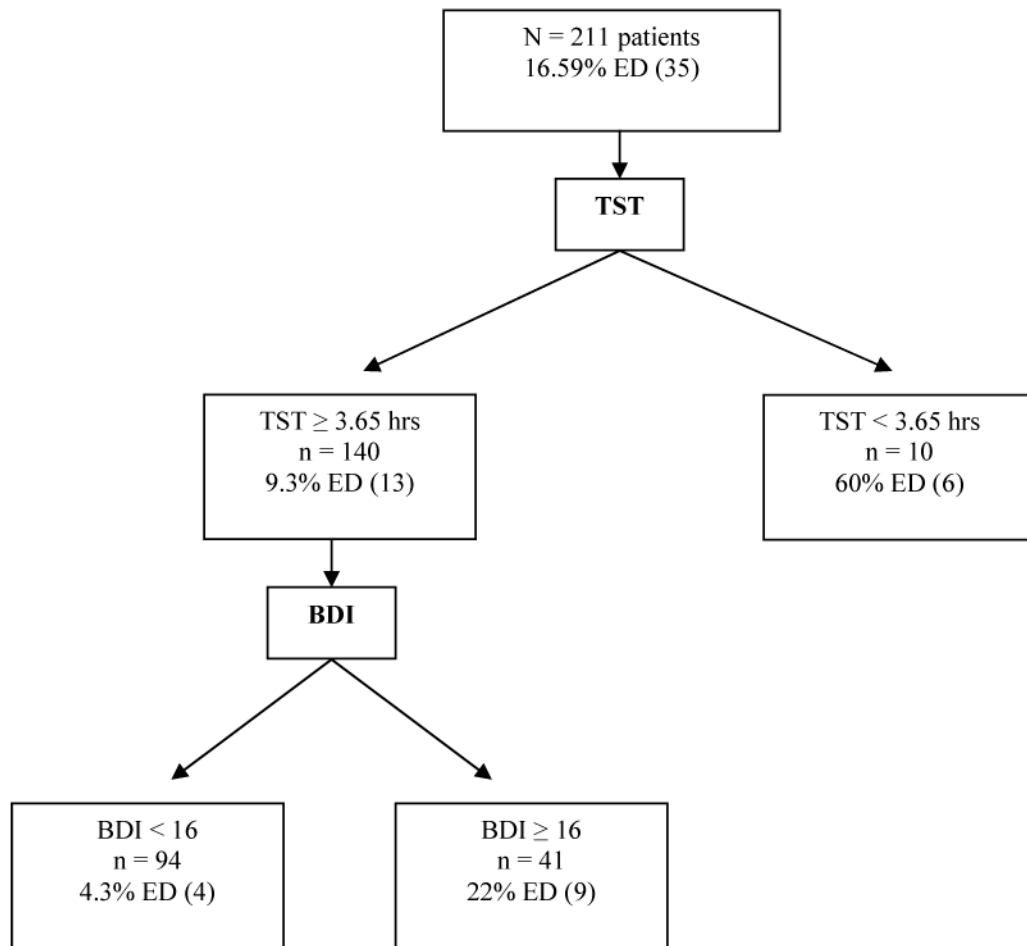 N = 211 patients
16.59% ED (35)
TST
TST ≥ 3.65 hrs
n = 140
9.3% ED (13)
TST < 3.65 hrs
n = 10
60% ED (6)
BDI
BDI < 16
n = 94
4.3% ED (4)
BDI ≥ 16
n = 41
22% ED (9)